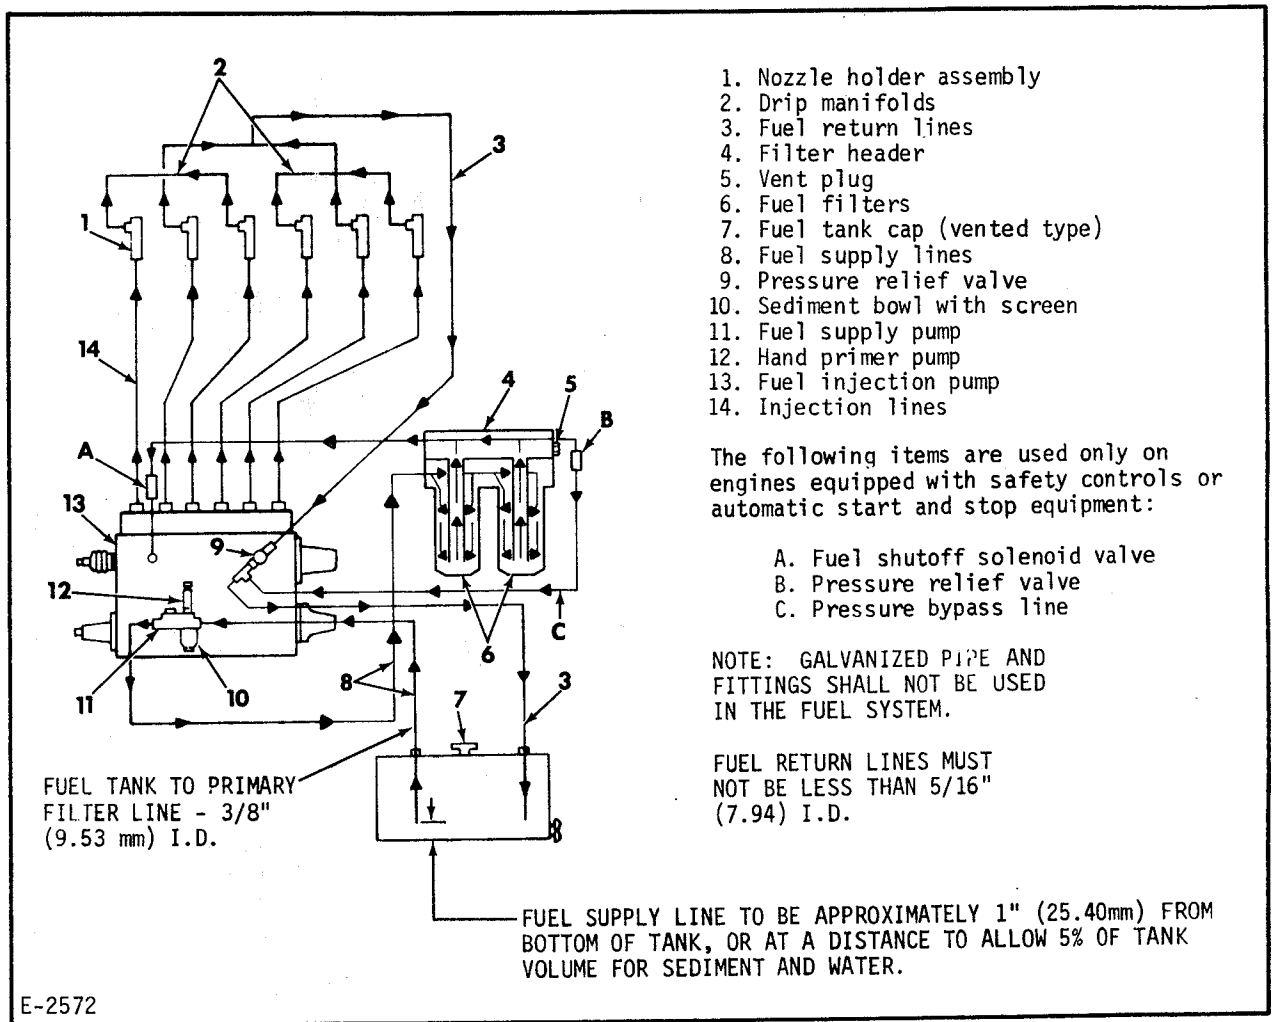 2
3
1
14
4
5
B
A
13
9
12
C
6
11
10
8
7
3
FUEL TANK TO PRIMARY
FILTER LINE - 3/8"
(9.53 mm) I.D.
1. Nozzle holder assembly
2. Drip manifolds
3. Fuel return lines
4. Filter header
5. Vent plug
6. Fuel filters
7. Fuel tank cap (vented type)
8. Fuel supply lines
9. Pressure relief valve
10. Sediment bowl with screen
11. Fuel supply pump
12. Hand primer pump
13. Fuel injection pump
14. Injection lines
The following items are used only on
engines equipped with safety controls or
automatic start and stop equipment:
A. Fuel shutoff solenoid valve
B. Pressure relief valve
C. Pressure bypass line
NOTE: GALVANIZED PIPE AND
FITTINGS SHALL NOT BE USED
IN THE FUEL SYSTEM.
FUEL RETURN LINES MUST
NOT BE LESS THAN 5/16"
(7.94) I.D.
FUEL SUPPLY LINE TO BE APPROXIMATELY 1" (25.40mm) FROM
BOTTOM OF TANK, OR AT A DISTANCE TO ALLOW 5% OF TANK
VOLUME FOR SEDIMENT AND WATER.
E-2572